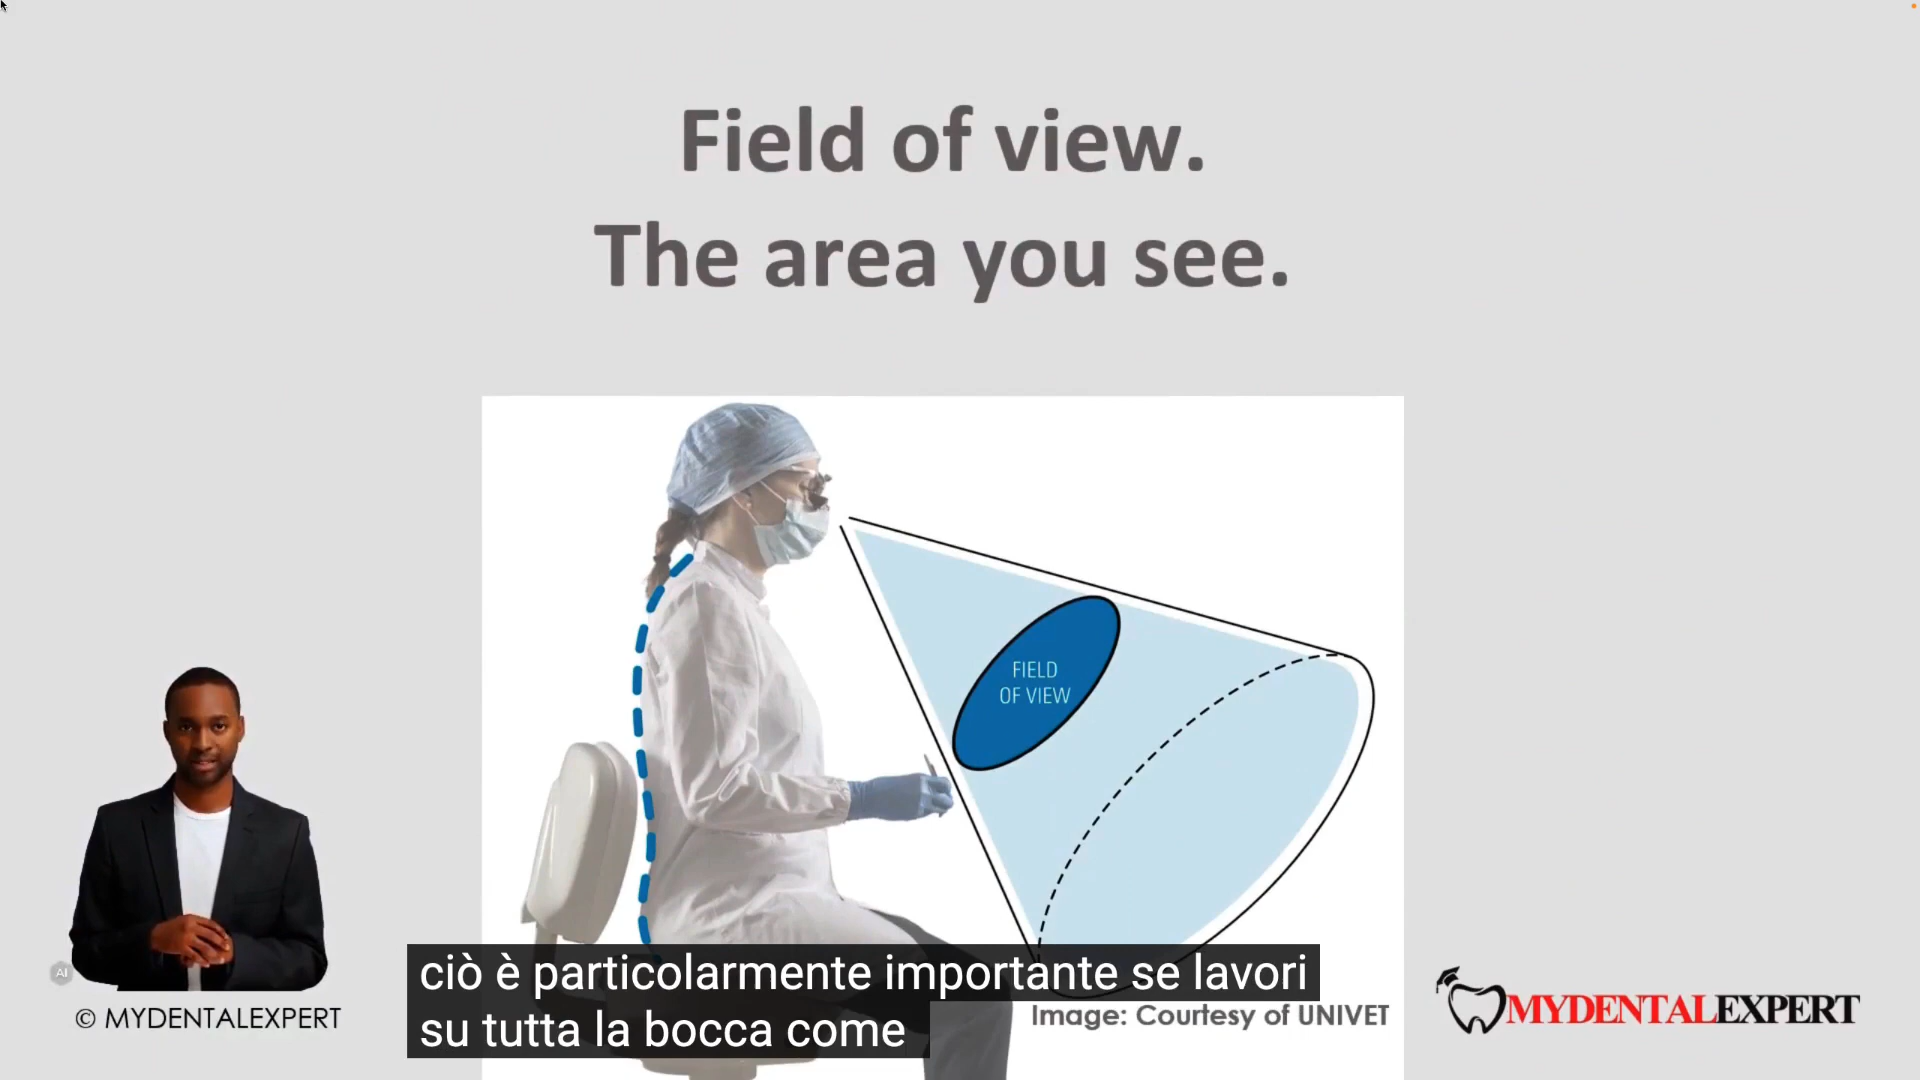 Field of view.
The area you see.
FIELD
OF VIEW
AI
ciò è particolarmente importante se lavori
su tutta la bocca come
© MYDENTALEXPERT
Image: Courtesy of UNIVET
MYDENTALEXPERT